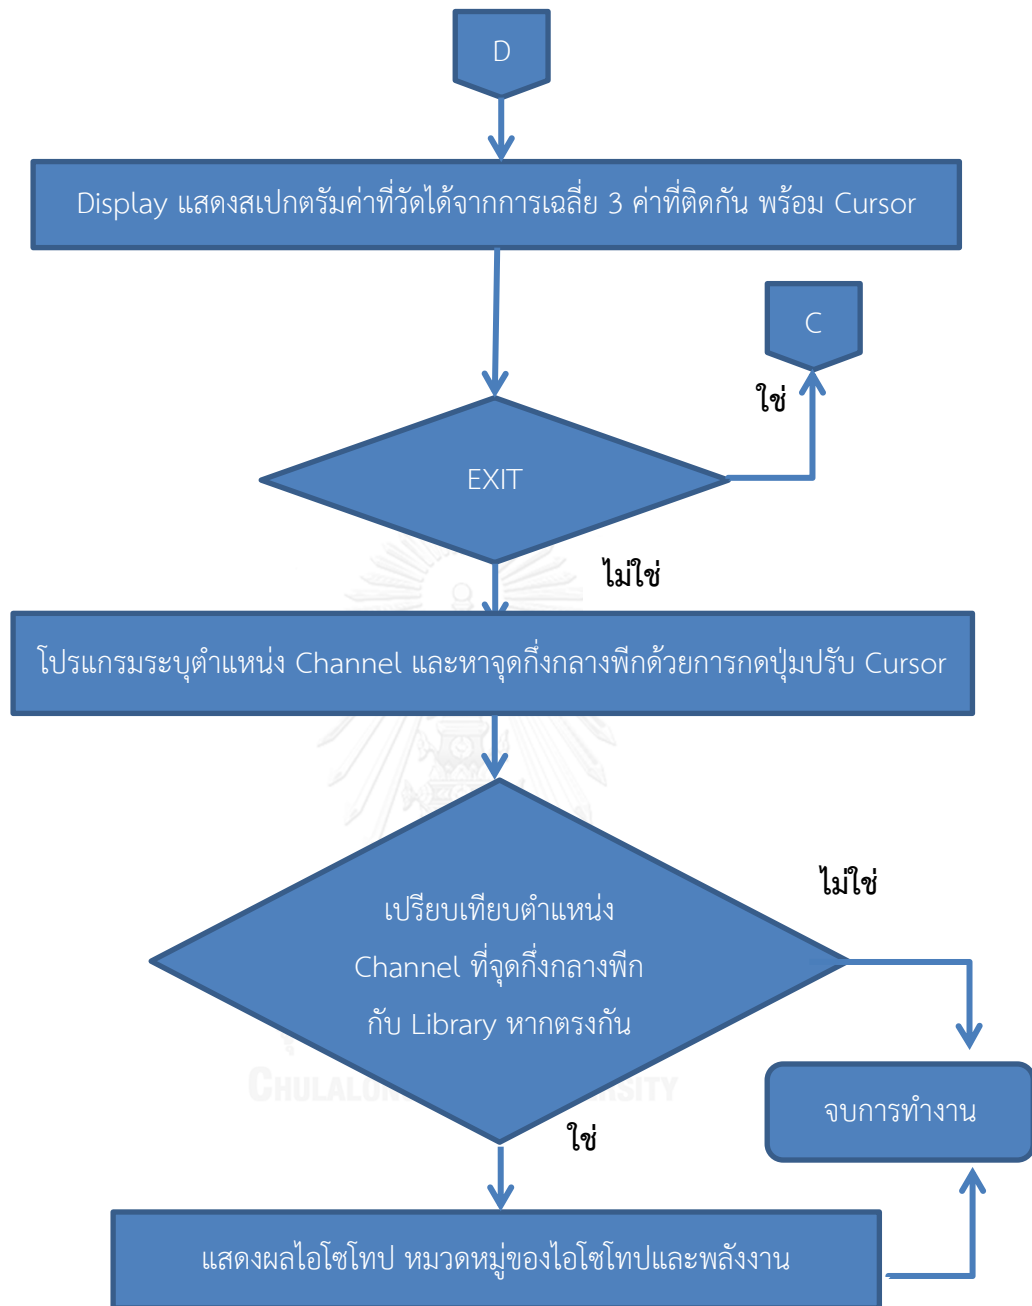 D
Display แสดงสเปกตรัมค่าที่วัดได้จากการเฉลี่ย 3 ค่าที่ติดกัน พร้อม Cursor
C
ใช่
EXIT
ไม่ใช่
โปรแกรมระบุตำแหน่ง Channel และหาจุดกึ่งกลางพีกด้วยการกดปุ่มปรับ Cursor
ไม่ใช่
เปรียบเทียบตำแหน่ง
Channel ที่จุดกึ่งกลางพีก
กับ Library หากตรงกัน
จบการทำงาน
ใช่
แสดงผลไอโซโทป หมวดหมู่ของไอโซโทปและพลังงาน